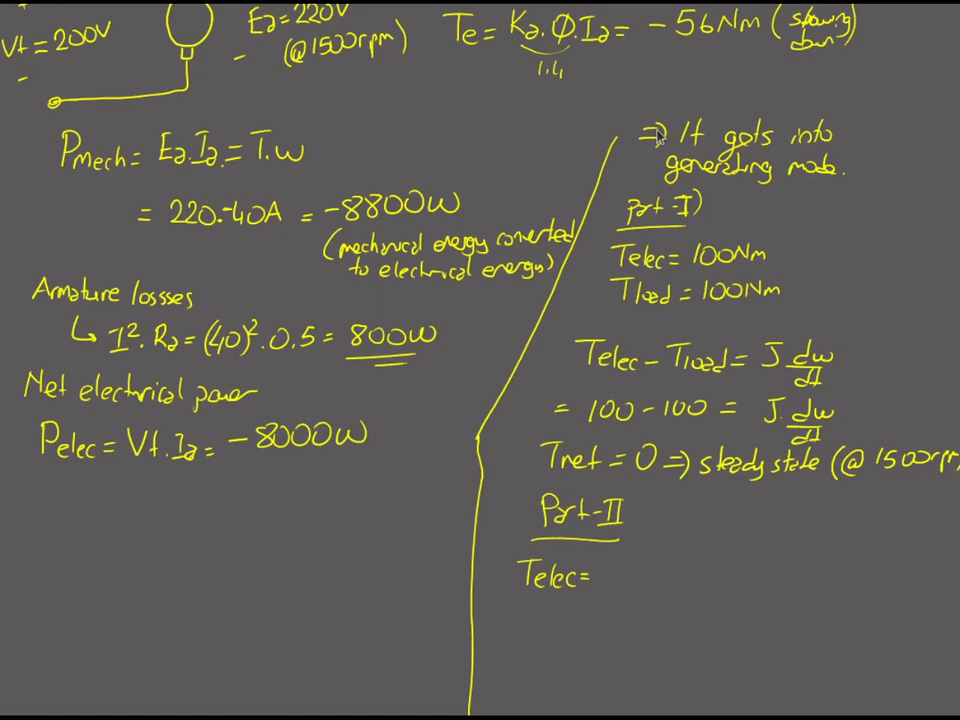 +
Vt = 200V
-
Ea = 220V
(@ 1500rpm)
-
Te = Ka.Φ.Ia = -56Nm (slowing down)
1.4
Pmech = Ea.Ia = T.w
= 220.-40A = -8800W
(mechanical energy converted
to electrical energy)
Armature lossses
↳ I².Ra = (40)².0.5 = 800W
Net electrical power
Pelec = Vt.Ia = -8000W
⇒ It gets into
generating mode.
Part-I)
Telec = 100Nm
Tload = 100Nm
Telec - Tload = J dw/dt
= 100 - 100 = J. dw/dt
Tnet = 0 ⇒ steady state (@ 1500rpm
Part-II
Telec =